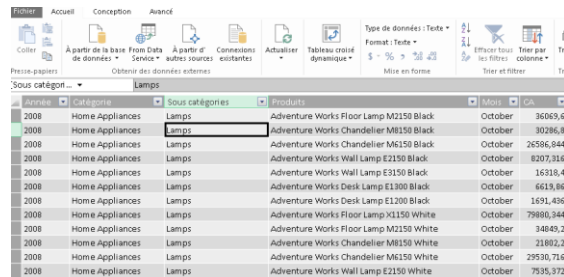 Fichier Accueil Conception Avancé
Coller
À partir de la base de données
From Data Service
À partir d' autres sources
Connexions existantes
Actualiser
Tableau croisé dynamique
Type de données : Texte
Format : Texte
$ - % ,
Effacer tous les filtres
Trier par colonne
Presse-papiers Obtenir des données externes Mise en forme Trier et filtrer
[Sous catégori... Lamps
Année Catégorie Sous catégories Produits Mois CA
2008 Home Appliances Lamps Adventure Works Floor Lamp M2150 Black October 36069,6
2008 Home Appliances Lamps Adventure Works Chandelier M8150 Black October 30286,8
2008 Home Appliances Lamps Adventure Works Chandelier M6150 Black October 26586,844
2008 Home Appliances Lamps Adventure Works Wall Lamp E2150 Black October 8207,316
2008 Home Appliances Lamps Adventure Works Wall Lamp E3150 Black October 16318,4
2008 Home Appliances Lamps Adventure Works Desk Lamp E1300 Black October 6619,86
2008 Home Appliances Lamps Adventure Works Desk Lamp E1200 Black October 1691,436
2008 Home Appliances Lamps Adventure Works Floor Lamp X1150 White October 79880,344
2008 Home Appliances Lamps Adventure Works Floor Lamp M2150 White October 34849,2
2008 Home Appliances Lamps Adventure Works Chandelier M8150 White October 21802,2
2008 Home Appliances Lamps Adventure Works Chandelier M6150 White October 29530,716
2008 Home Appliances Lamps Adventure Works Wall Lamp E2150 White October 7535,372